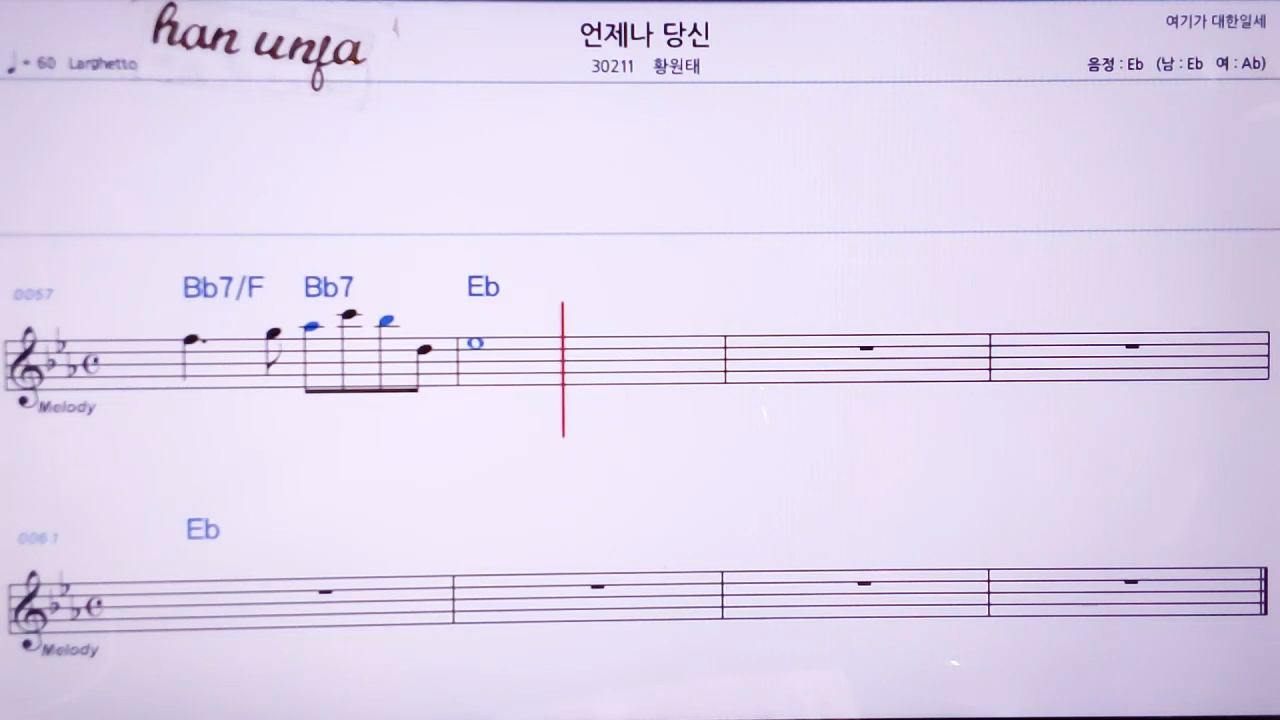 han unfa
언제나 당신
여기가 대한일세
♩= 60 Larghetto
30211 황원태
음정 : Eb (남 : Eb 여 : Ab)
0057
Bb7/F Bb7 Eb
Melody
0061
Eb
Melody